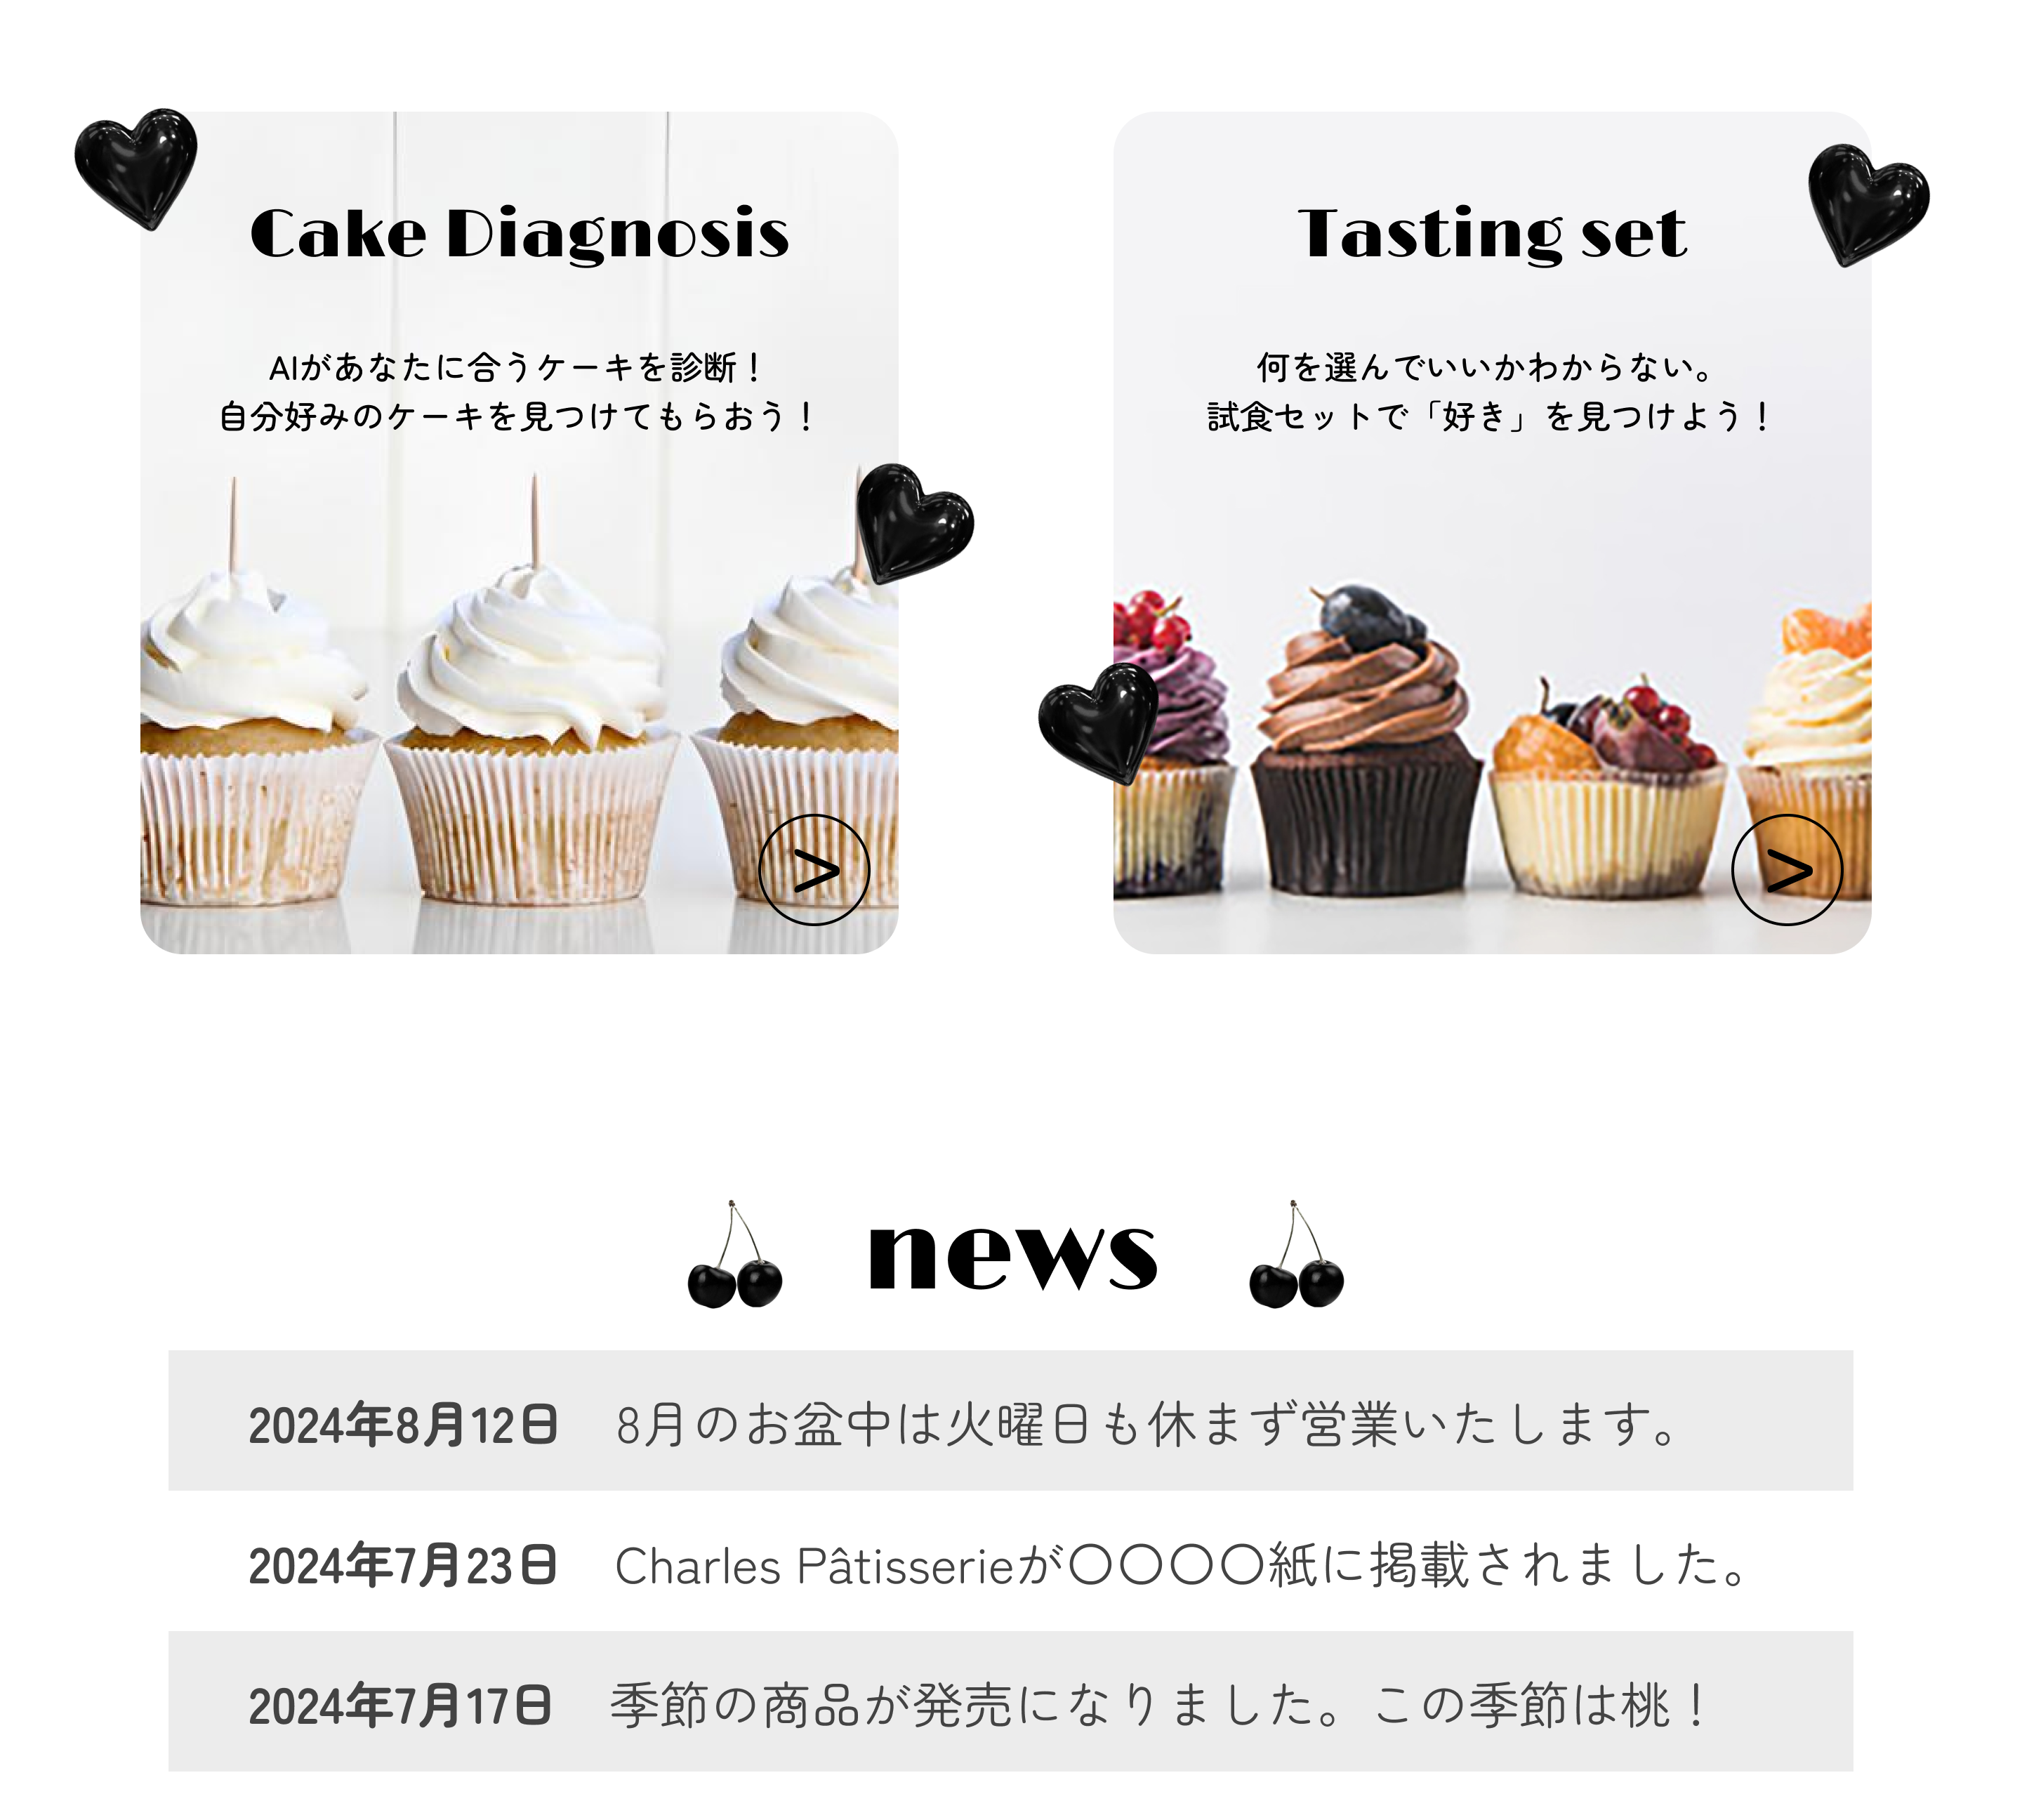 Cake Diagnosis
AIがあなたに合うケーキを診断！
自分好みのケーキを見つけてもらおう！
>
Tasting set
何を選んでいいかわからない。
試食セットで「好き」を見つけよう！
>
news
2024年8月12日 8月のお盆中は火曜日も休まず営業いたします。
2024年7月23日 Charles Pâtisserieが〇〇〇〇紙に掲載されました。
2024年7月17日 季節の商品が発売になりました。この季節は桃！